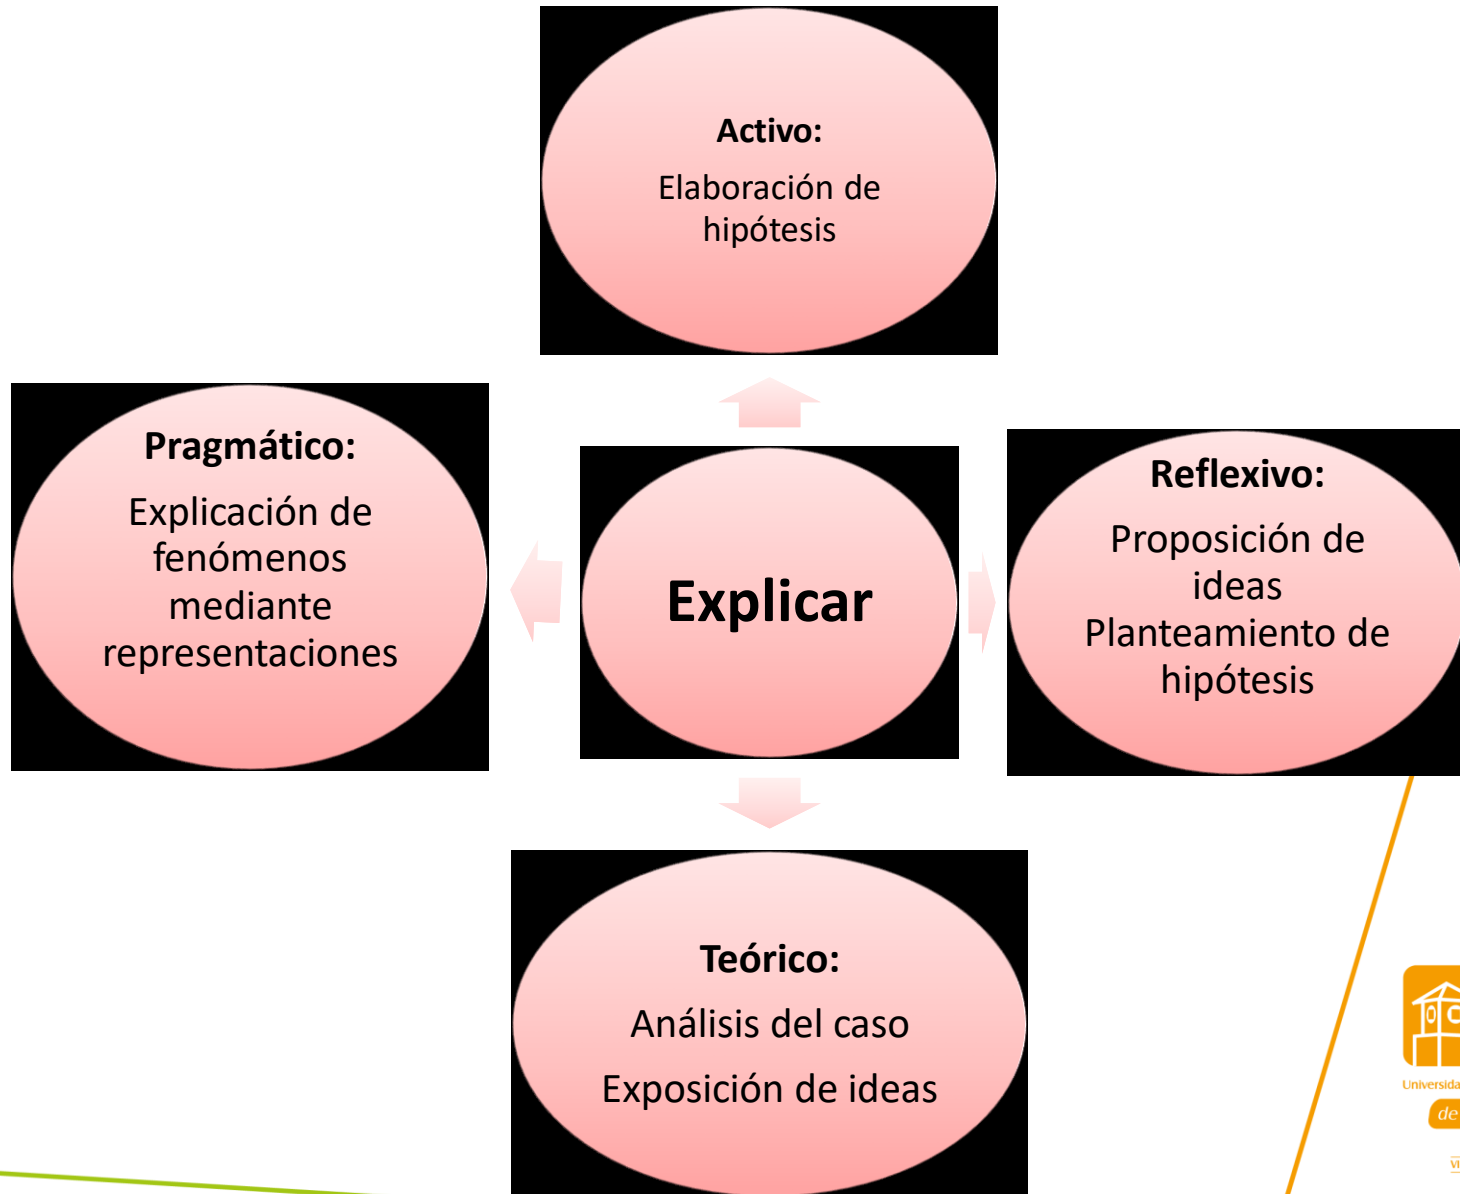 Activo:
Elaboración de
hipótesis
Pragmático:
Explicación de
fenómenos
mediante
representaciones
Explicar
Reflexivo:
Proposición de
ideas
Planteamiento de
hipótesis
Teórico:
Análisis del caso
Exposición de ideas
de